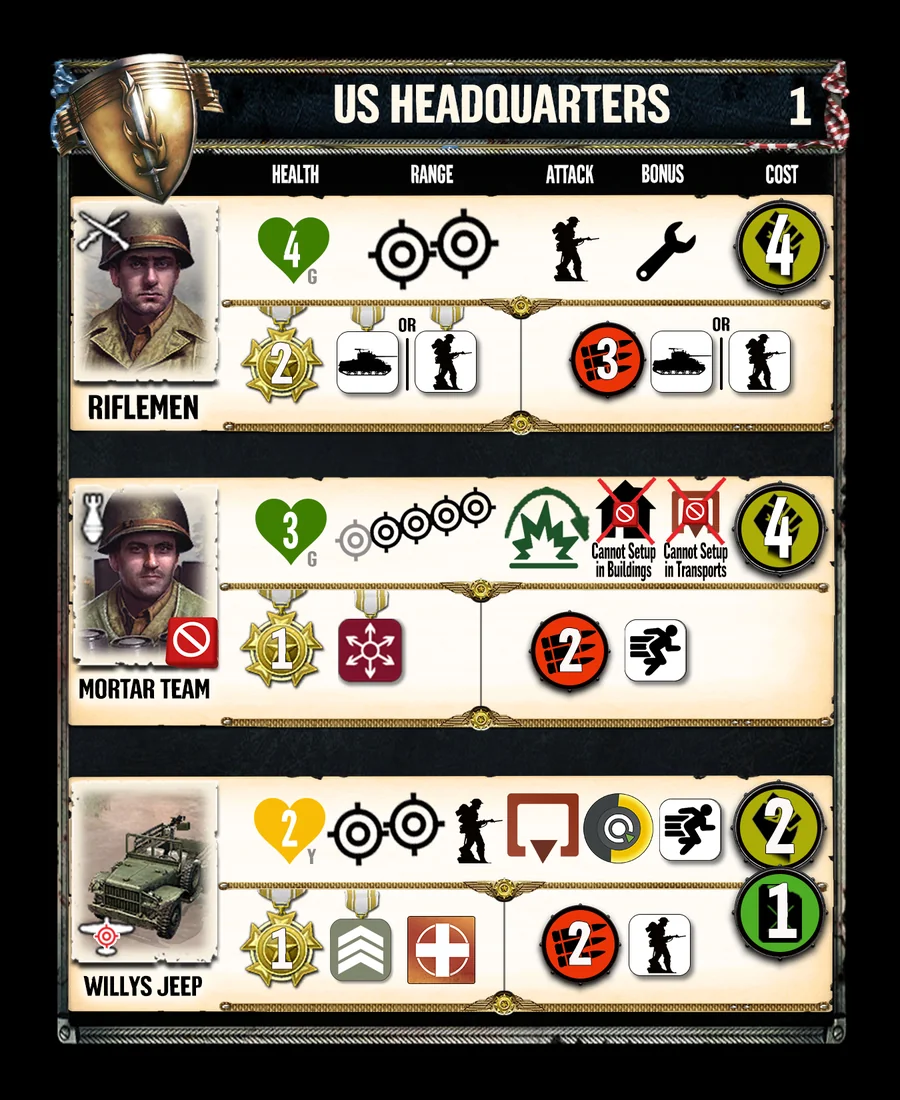 US HEADQUARTERS 1
HEALTH RANGE ATTACK BONUS COST
4 G 4
2 OR 3 OR
RIFLEMEN
3 G Cannot Setup in Buildings Cannot Setup in Transports 4
1 2
MORTAR TEAM
2 Y 2
1 2 1
WILLYS JEEP